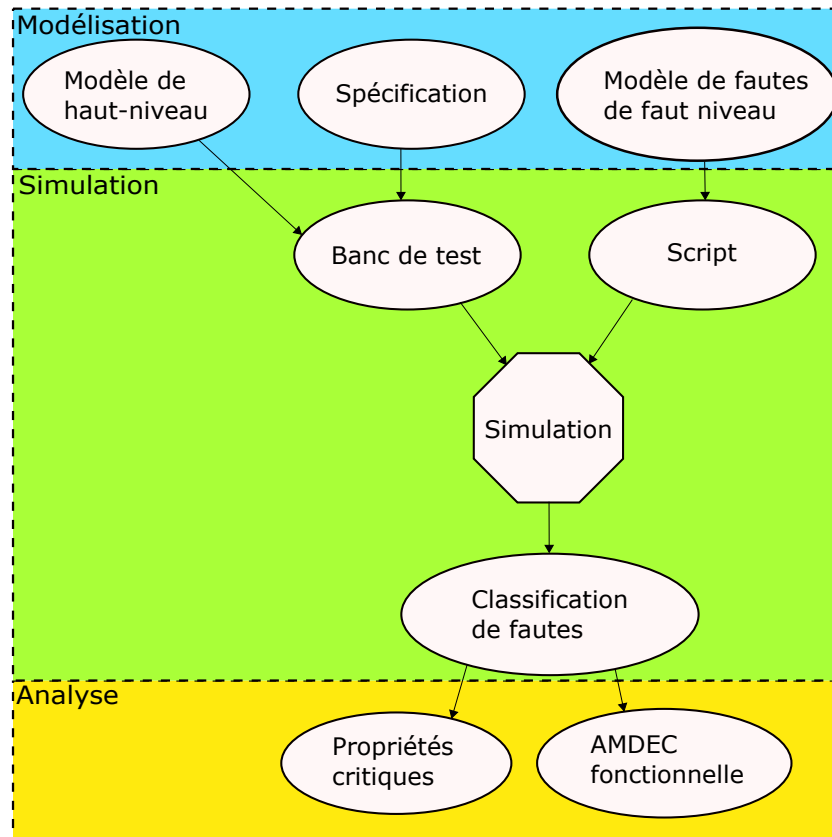 Modélisation
Modèle de
haut-niveau
Spécification
Modèle de fautes
de faut niveau
Simulation
Banc de test
Script
Simulation
Classification
de fautes
Analyse
Propriétés
critiques
AMDEC
fonctionnelle